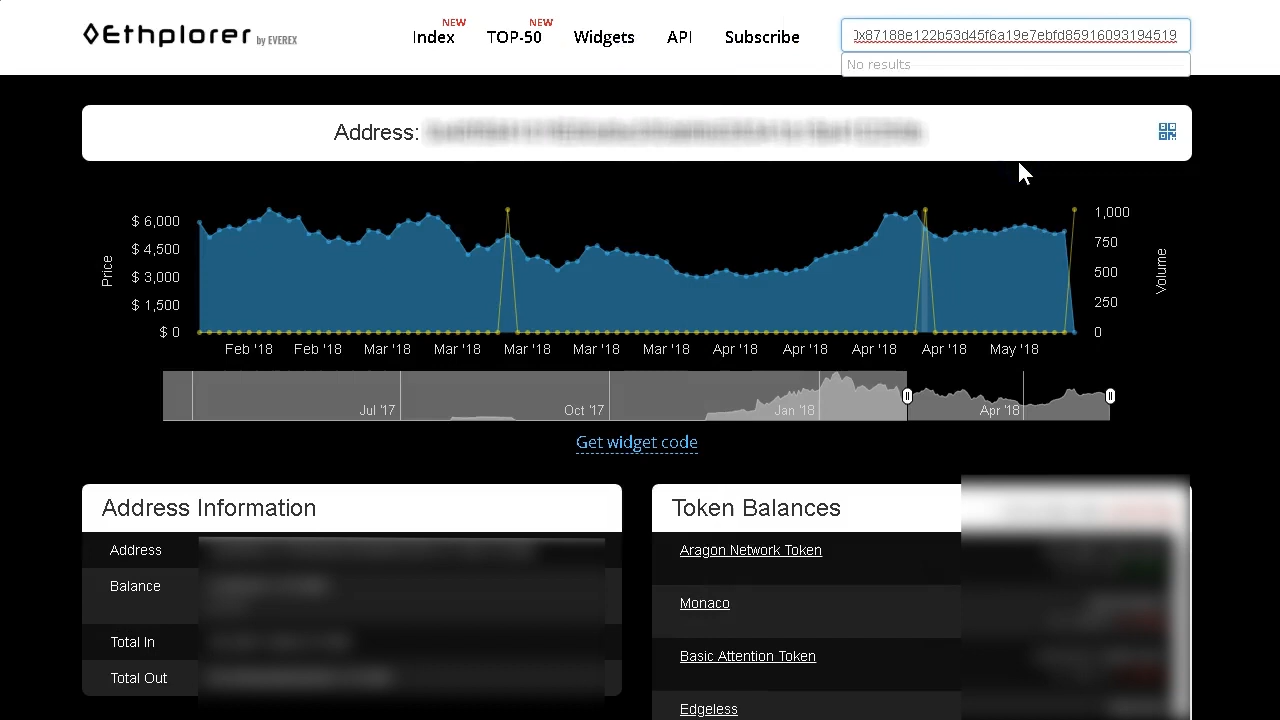 Ethplorer by EVEREX
Index NEW TOP-50 NEW Widgets API Subscribe
0x87188e122b53d45f6a19e7ebfd85916093194519
No results
Address:
Price
$ 6,000
$ 4,500
$ 3,000
$ 1,500
$ 0
1,000
750
500
250
0
Volume
Feb '18 Feb '18 Mar '18 Mar '18 Mar '18 Mar '18 Mar '18 Apr '18 Apr '18 Apr '18 Apr '18 May '18
Jul '17 Oct '17 Jan '18 Apr '18
Get widget code
Address Information
Address
Balance
Total In
Total Out
Token Balances
Aragon Network Token
Monaco
Basic Attention Token
Edgeless